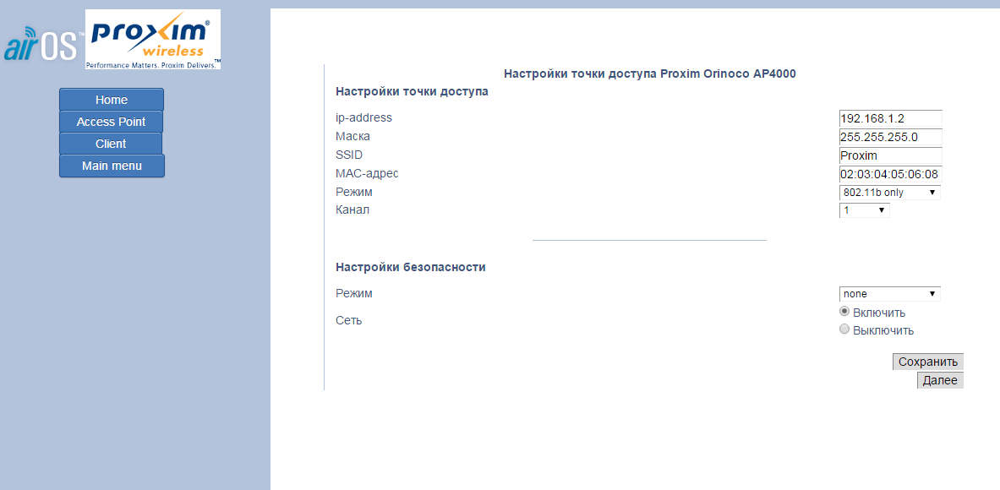 airOS™
proxim®
wireless
Performance Matters. Proxim Delivers.™
Home
Access Point
Client
Main menu
Настройки точки доступа Proxim Orinoco AP4000
Настройки точки доступа
ip-address 192.168.1.2
Маска 255.255.255.0
SSID Proxim
MAC-адрес 02:03:04:05:06:08
Режим 802.11b only
Канал 1
Настройки безопасности
Режим none
Сеть Включить
Выключить
Сохранить
Далее